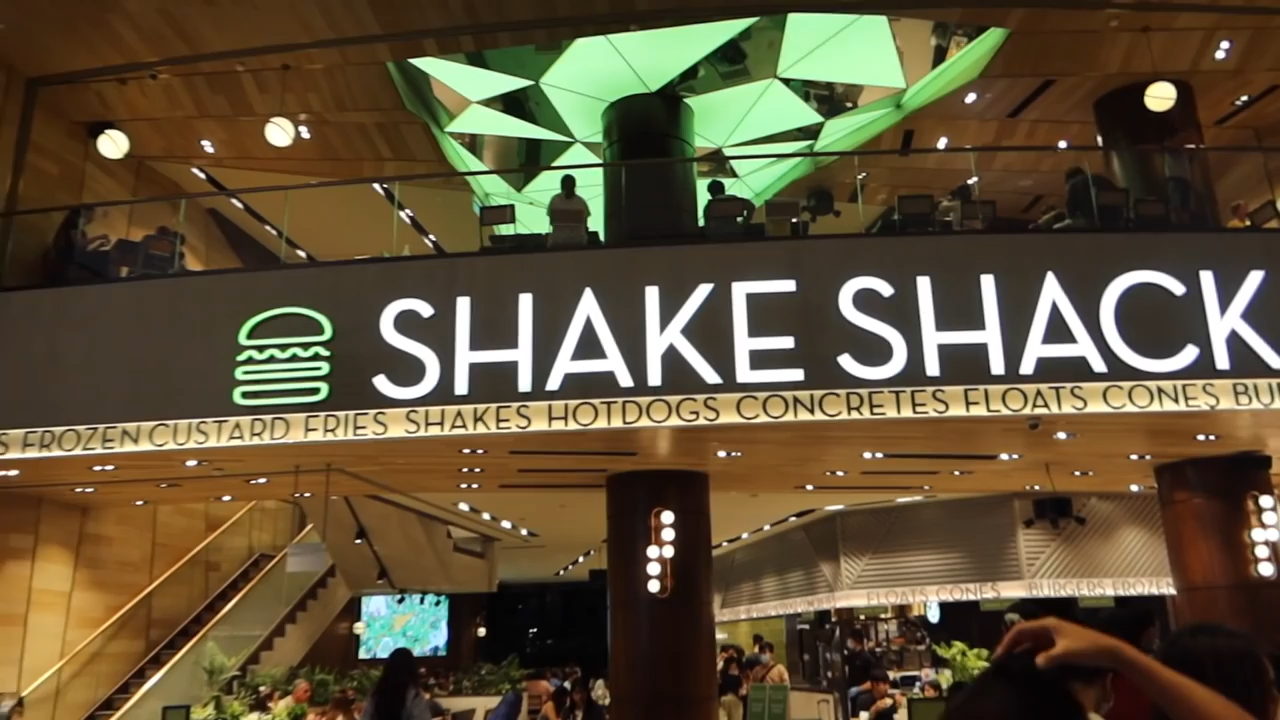 SHAKE SHACK
FROZEN CUSTARD FRIES SHAKES HOTDOGS CONCRETES FLOATS CONES
FLOATS CONES BURGERS FROZEN